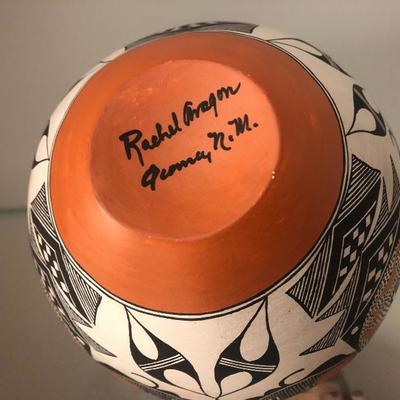 Rachel Aragon
Acoma, N.M.